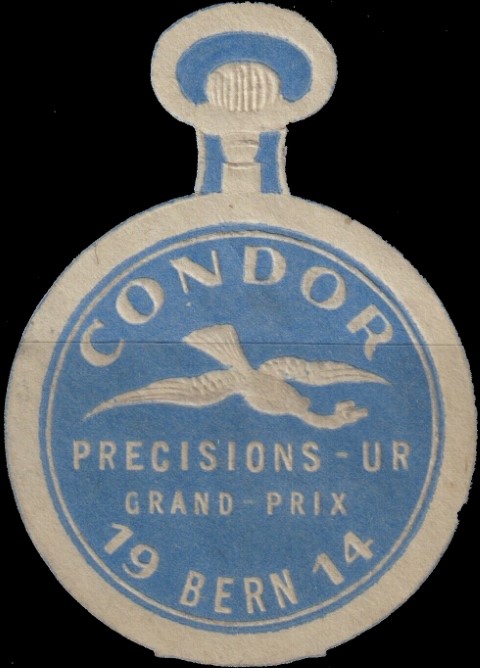 CONDOR
PRECISIONS-UR
GRAND-PRIX
19 BERN 14